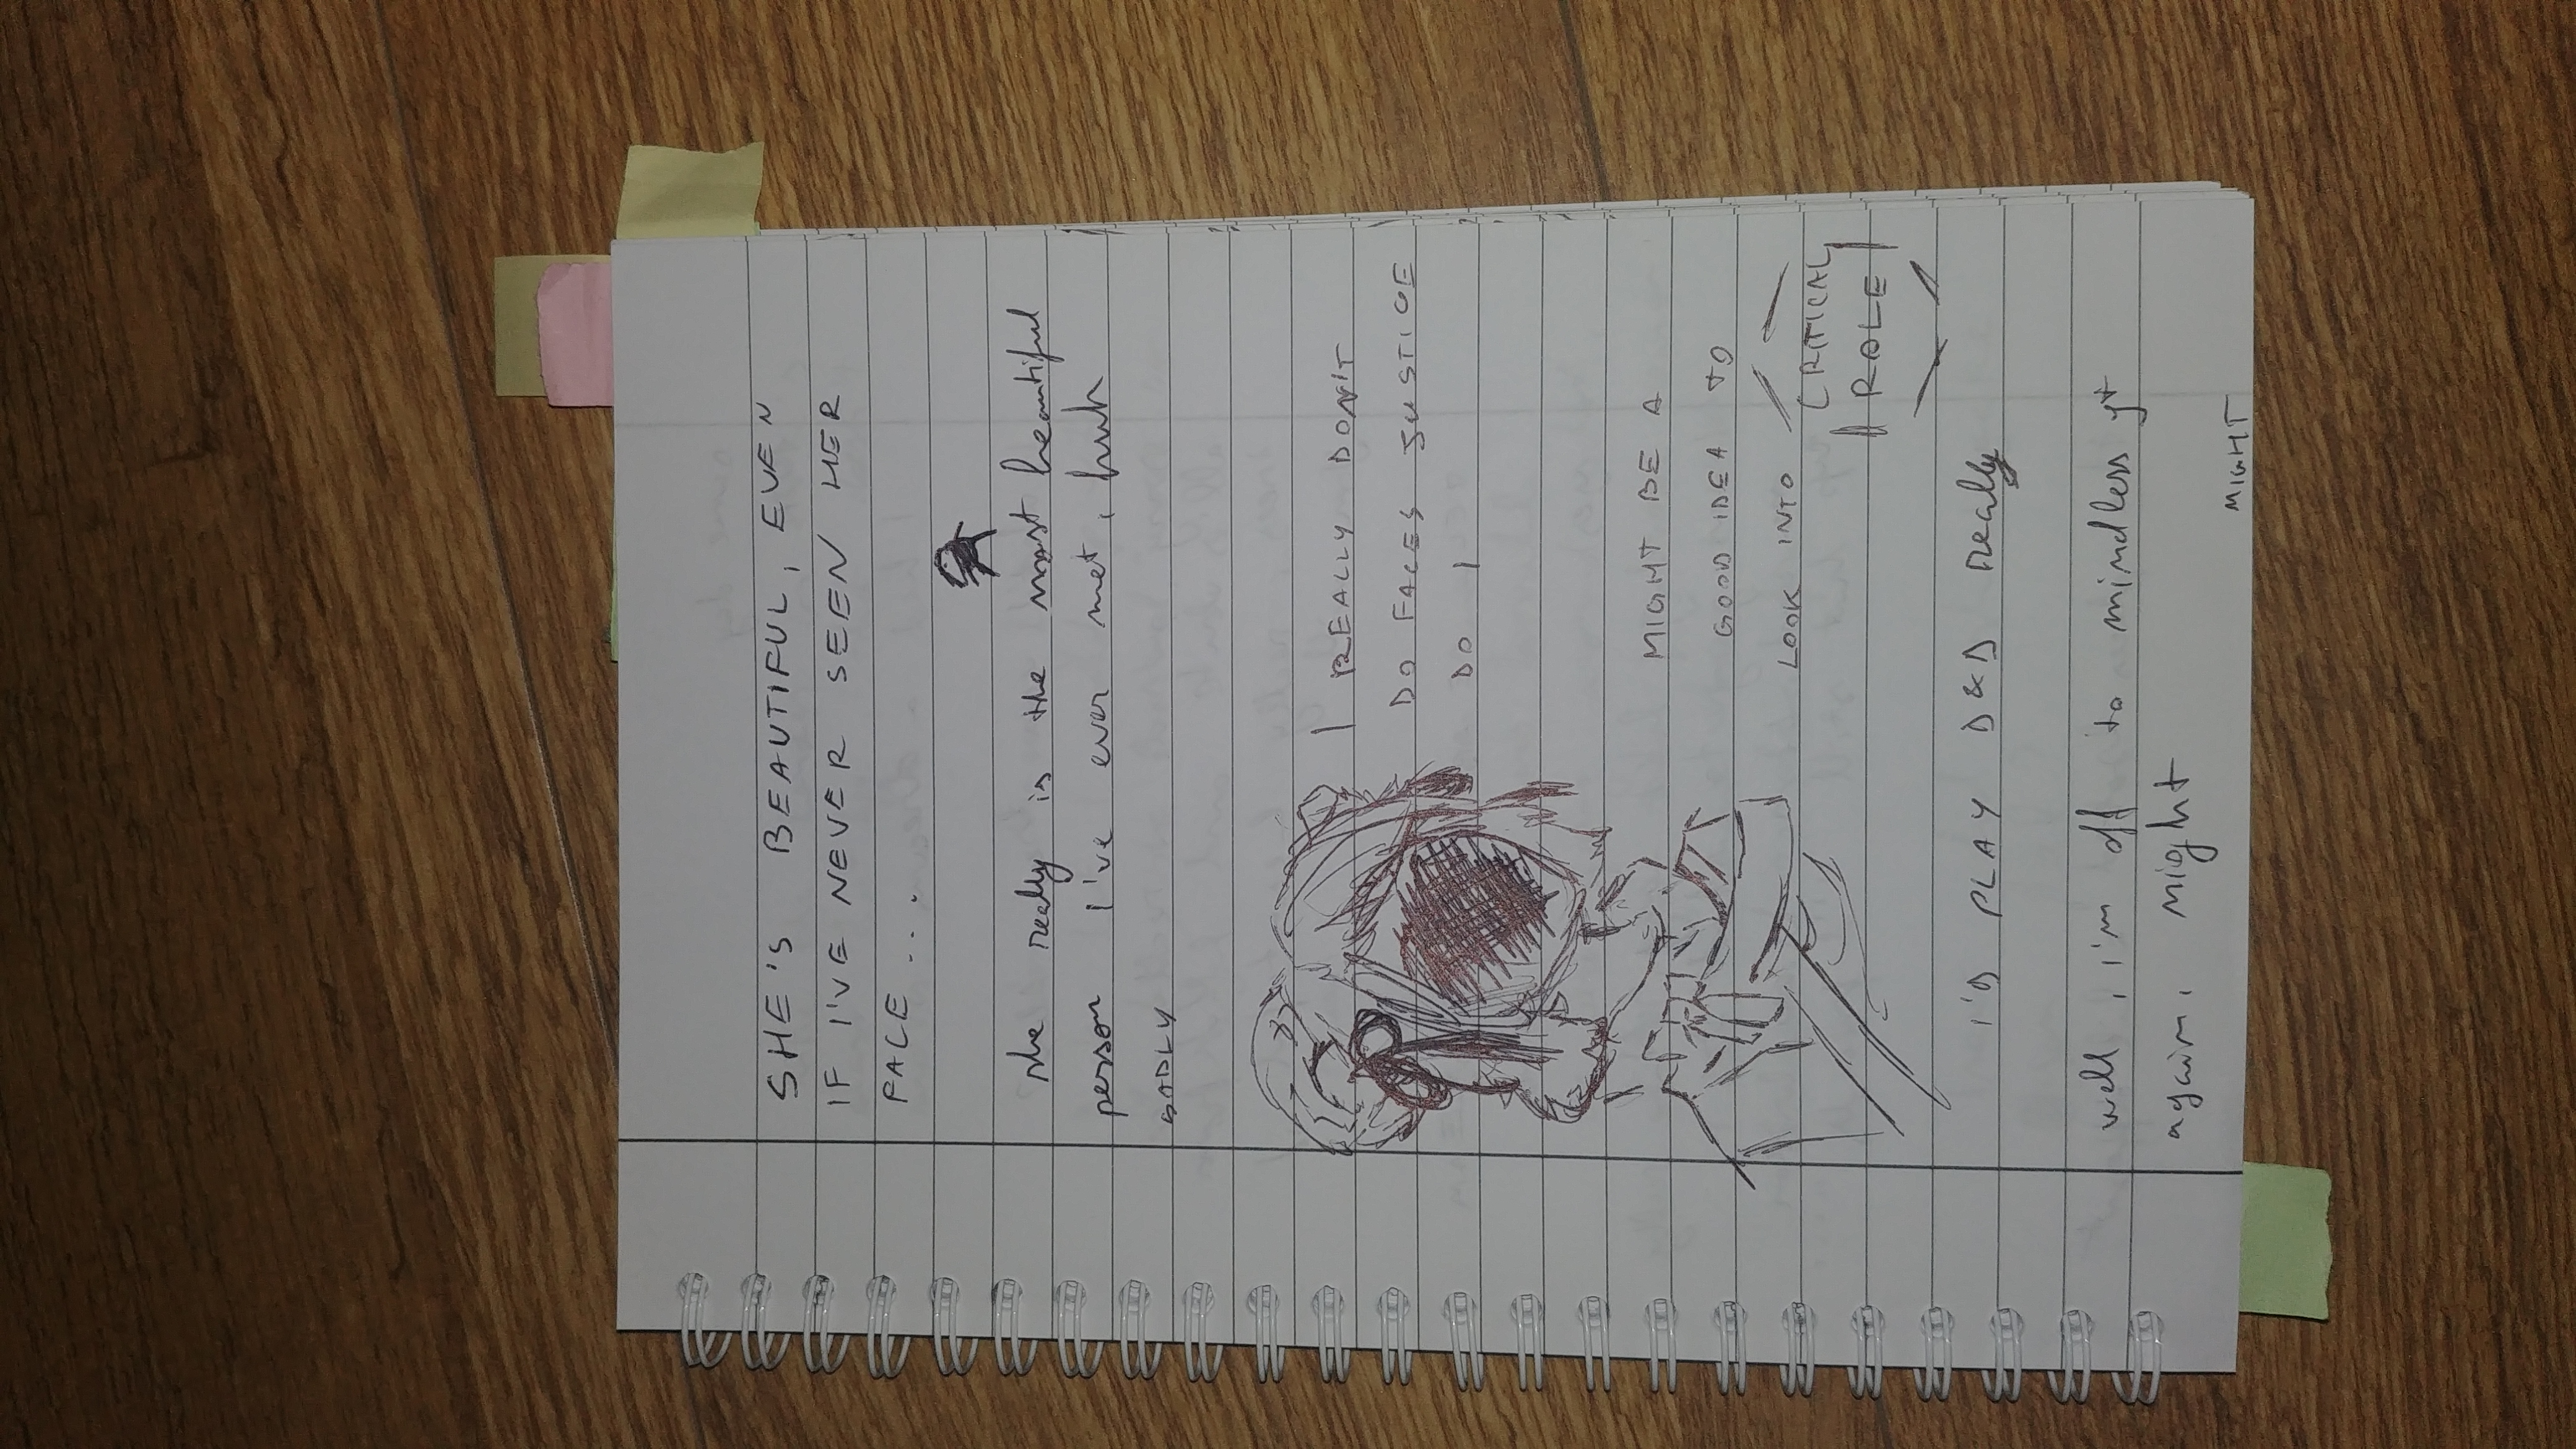 SHE'S BEAUTIFUL, EVEN
IF I'VE NEVER SEEN HER
FACE ...
she really is the most beautiful
person I've ever met, huh
SADLY
I REALLY DON'T
DO FACES JUSTICE
DO I
MIGHT BE A
GOOD IDEA TO
LOOK INTO
CRITICAL
ROLE
I'D PLAY D&D really
well, i'm off to mindless yt
again, night
MIGHT